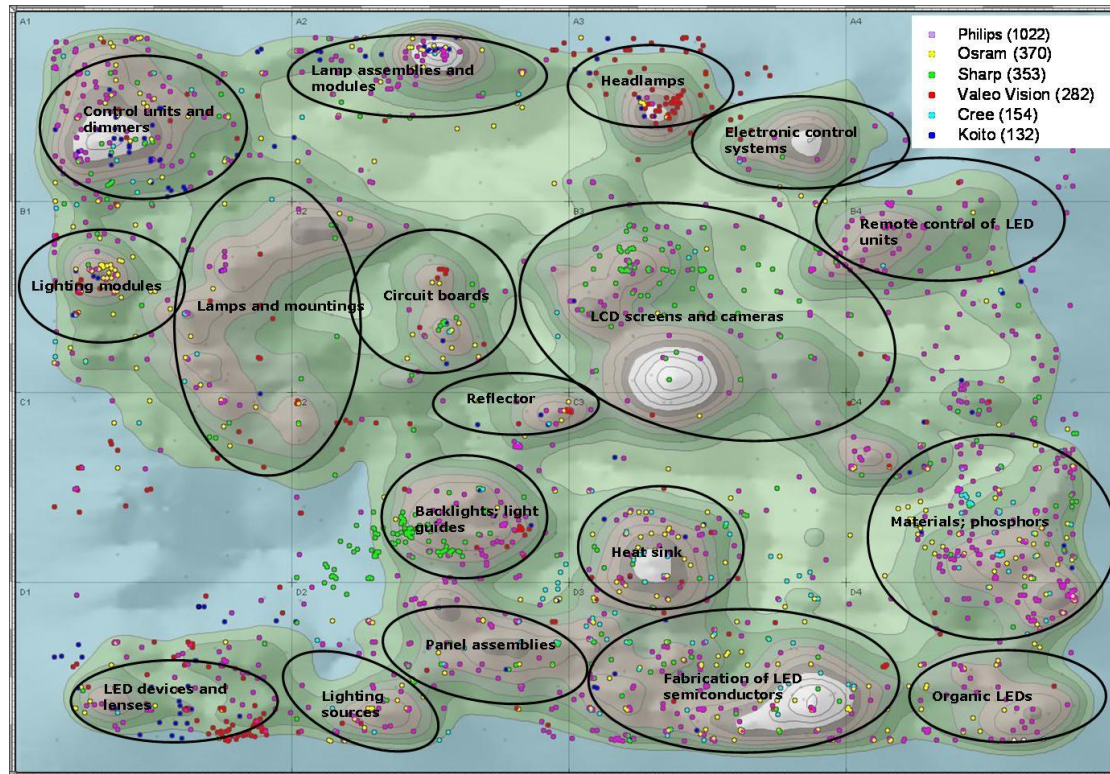 A1
A2
A3
A4
Philips (1022)
Osram (370)
Sharp (353)
Valeo Vision (282)
Cree (154)
Koito (132)
Lamp assemblies and
modules
Headlamps
Control units and
dimmers
Electronic control
systems
B1
B2
B3
B4
Remote control of LED
units
Lighting modules
Lamps and mountings
Circuit boards
LCD screens and cameras
C1
C2
C3
C4
Reflector
Backlights; light
guides
Heat sink
Materials; phosphors
D1
D2
D3
D4
Panel assemblies
LED devices and
lenses
Lighting
sources
Fabrication of LED
semiconductors
Organic LEDs